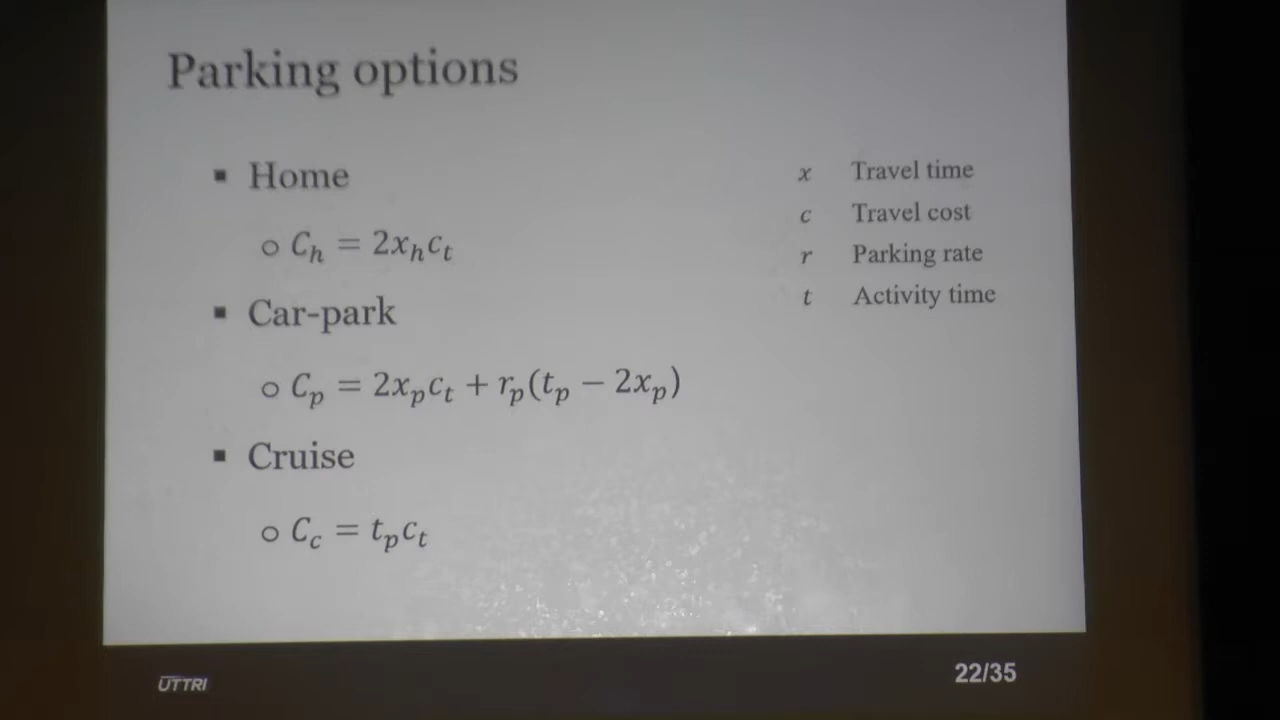 Parking options
▪ Home
o C_h = 2x_h c_t
▪ Car-park
o C_p = 2x_p c_t + r_p(t_p − 2x_p)
▪ Cruise
o C_c = t_p c_t
x Travel time
c Travel cost
r Parking rate
t Activity time
UTTRI
22/35